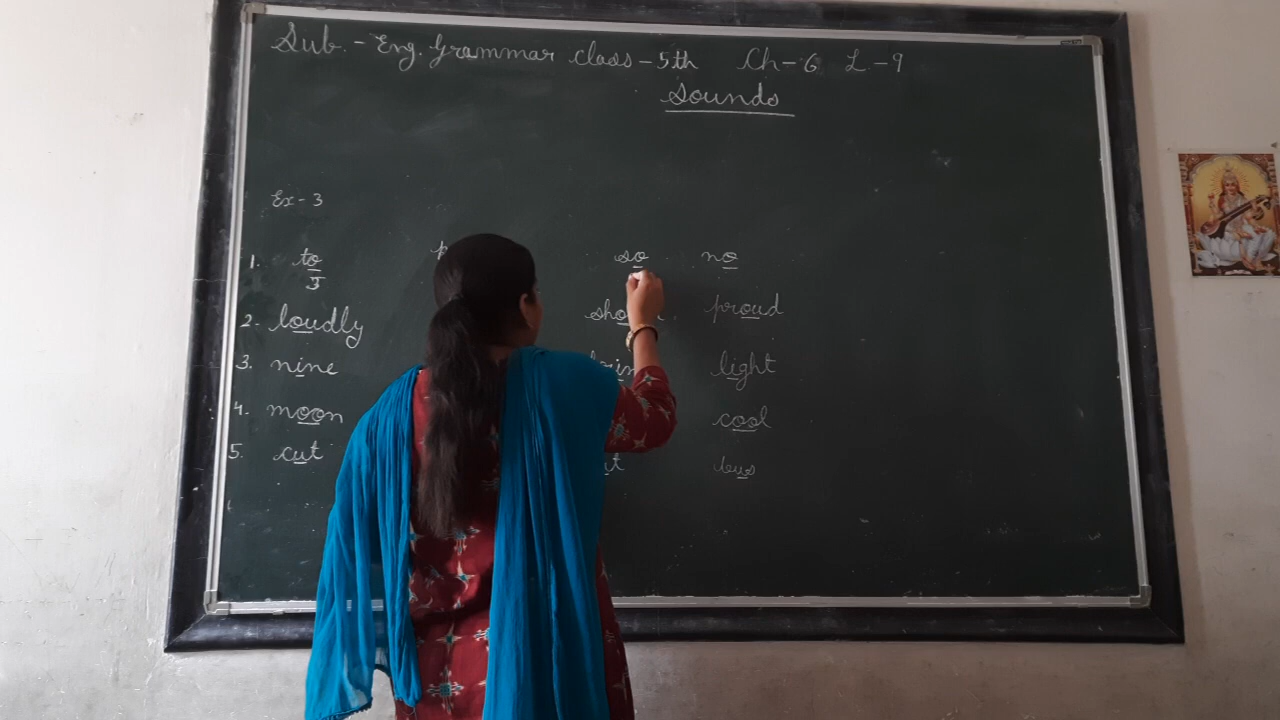 Sub. - Eng. Grammar Class - 5th Ch - 6 L - 9
Sounds
Ex - 3
1. to so no
3
2. loudly proud
3. nine light
4. moon cool
5. cut